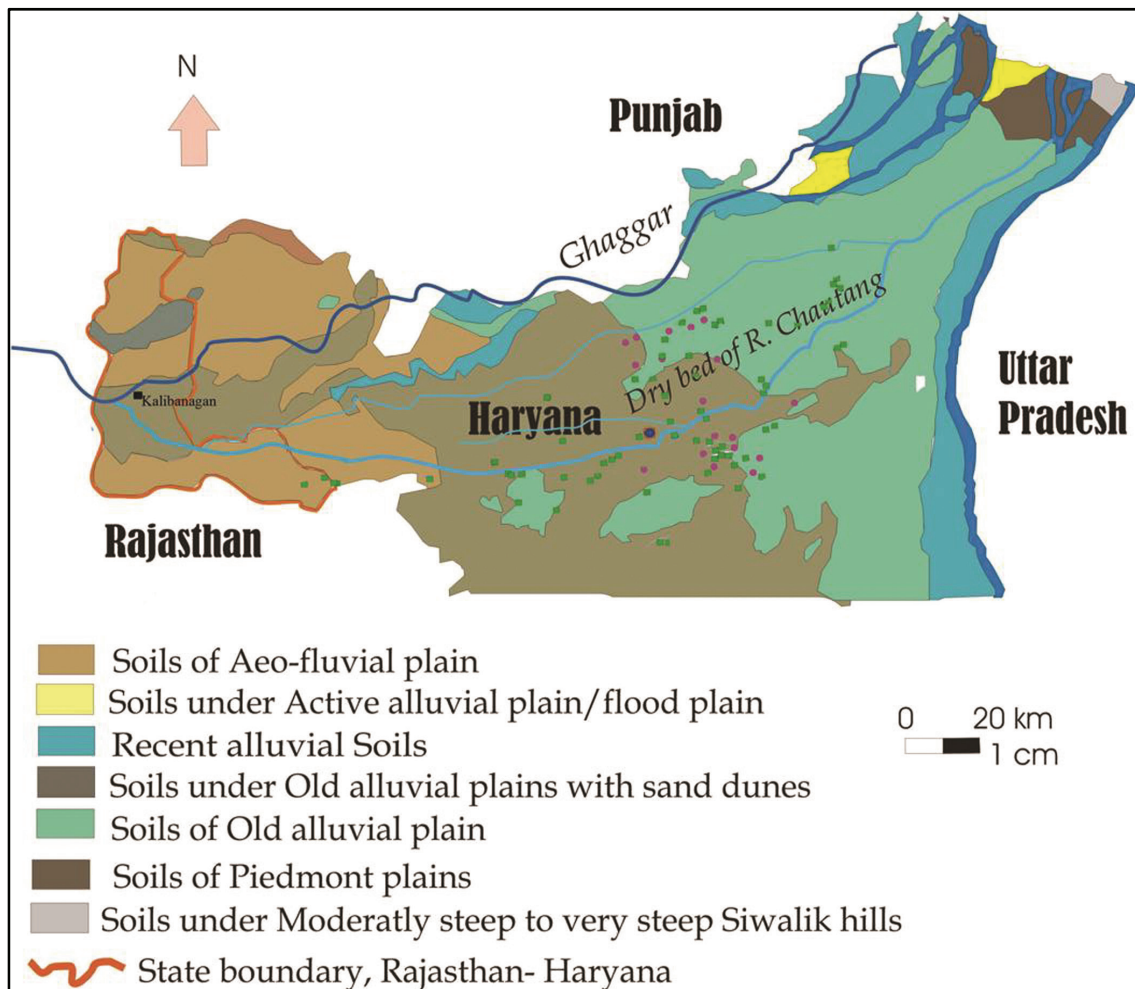 N
Punjab
Ghaggar
Kalibanagan
Haryana
Dry bed of R. Chautang
Uttar
Pradesh
Rajasthan
Soils of Aeo-fluvial plain
Soils under Active alluvial plain/flood plain
Recent alluvial Soils
Soils under Old alluvial plains with sand dunes
Soils of Old alluvial plain
Soils of Piedmont plains
Soils under Moderatly steep to very steep Siwalik hills
State boundary, Rajasthan- Haryana
0 20 km
1 cm